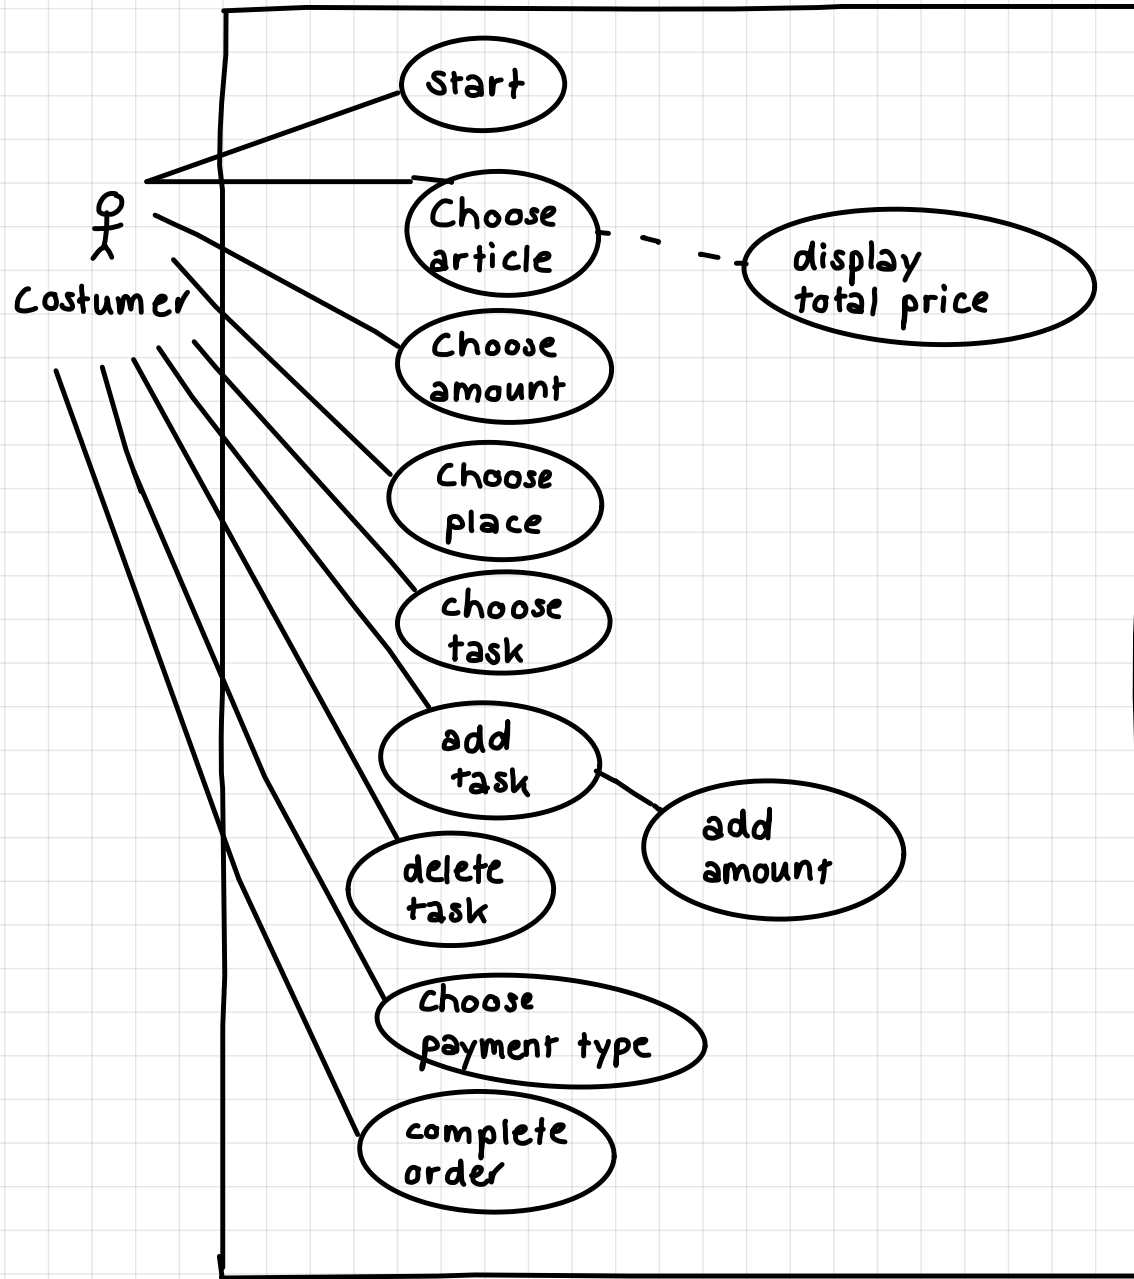 start
Choose
article
display
total price
Costumer
Choose
amount
Choose
place
choose
task
add
task
add
amount
delete
task
choose
payment type
complete
order